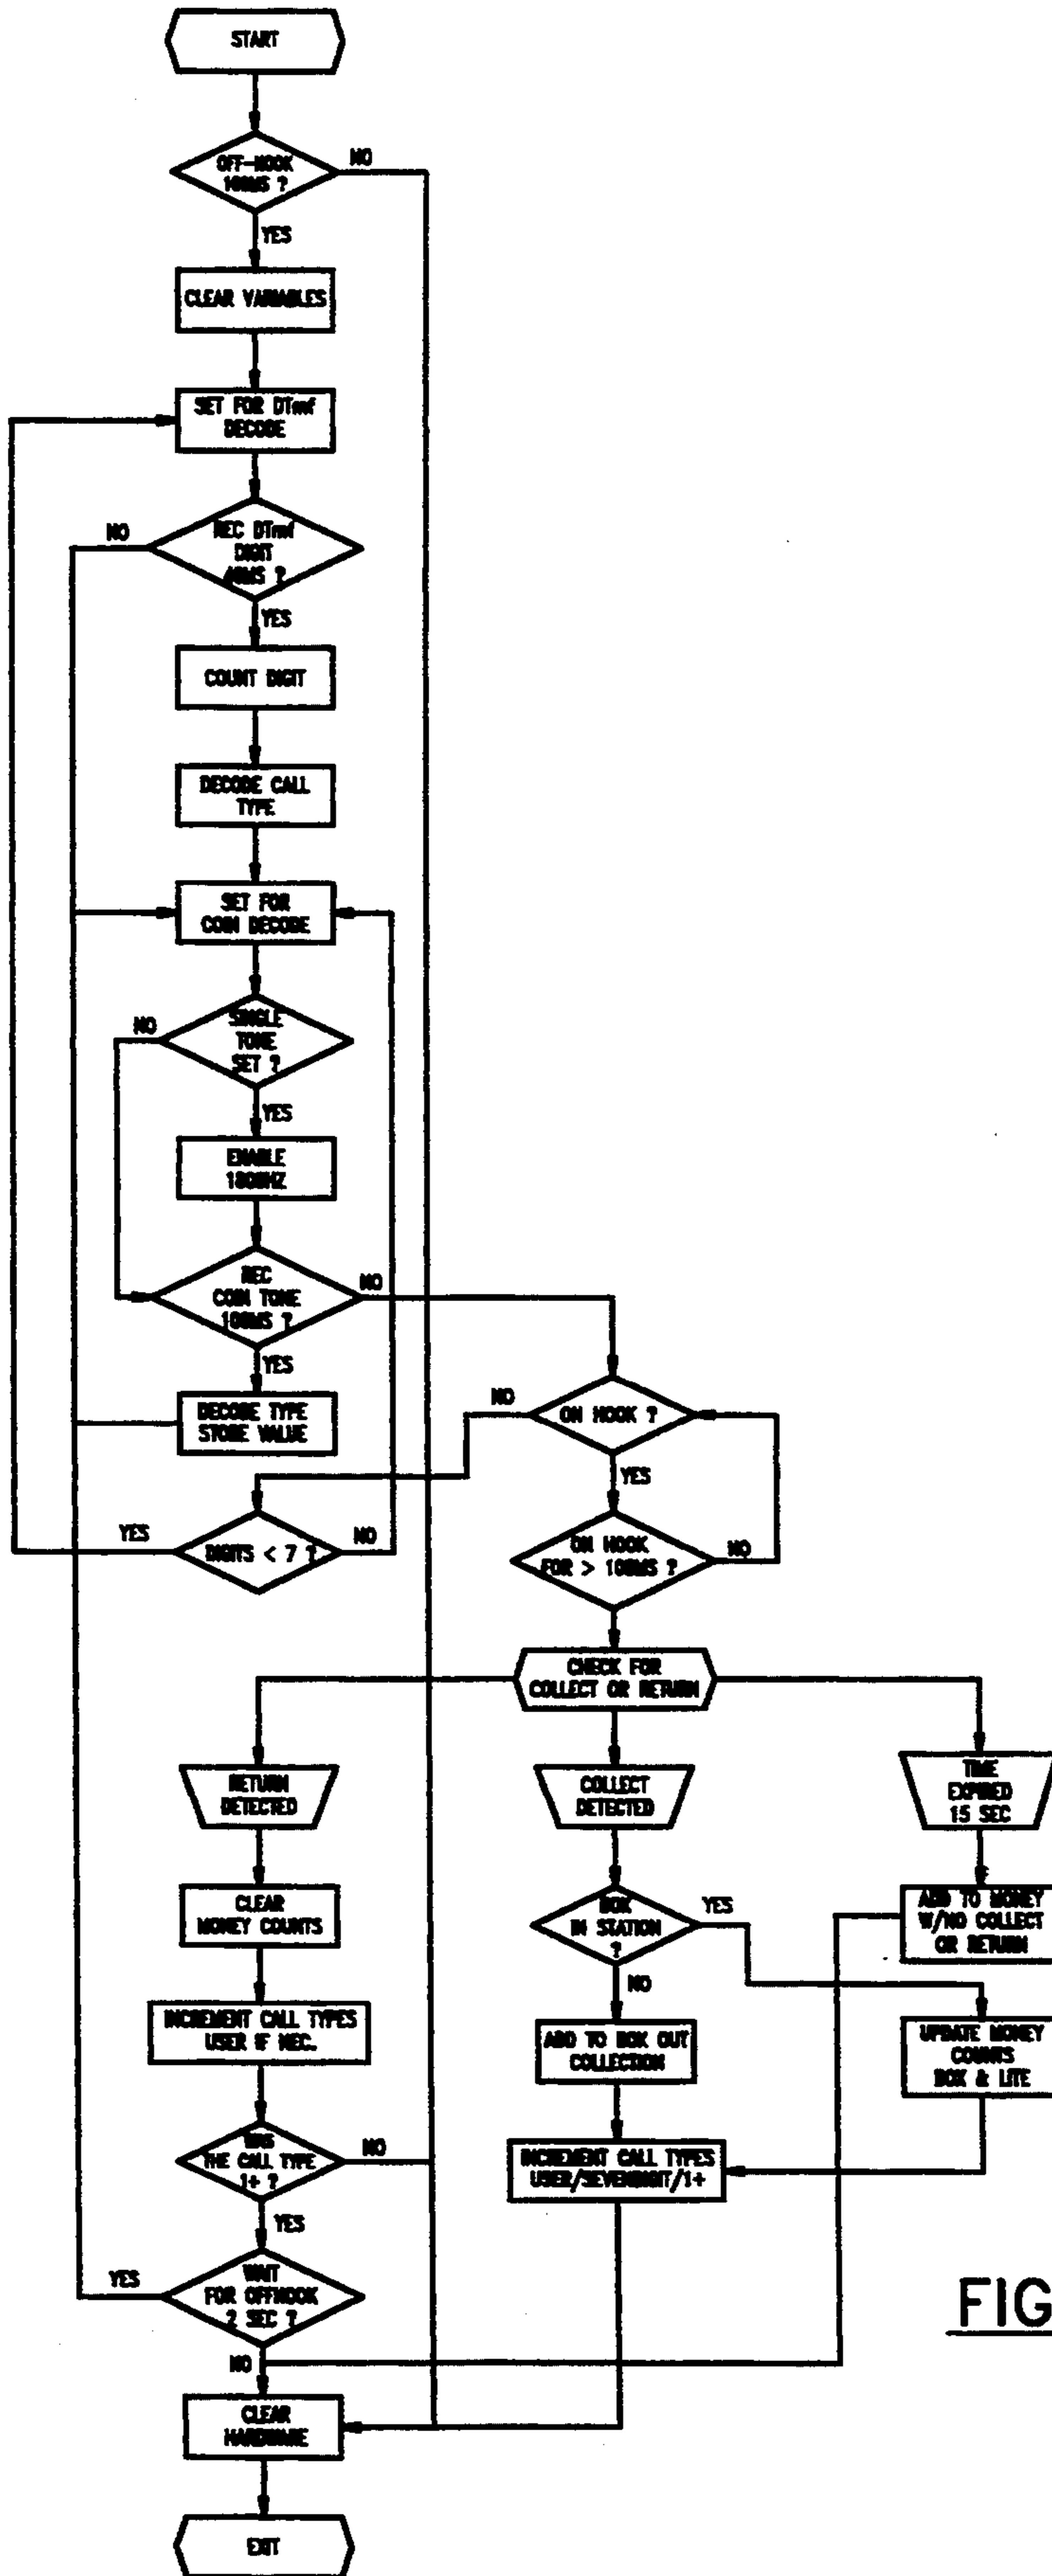 START
OFF-HOOK
100MS ?
NO
YES
CLEAR VARIABLES
SET FOR DTmf
DECODE
NO
REC DTmf
DIGIT
40MS ?
YES
COUNT DIGIT
DECODE CALL
TYPE
SET FOR
COIN DECODE
NO
SINGLE
TONE
SET ?
YES
ENABLE
1800HZ
REC
COIN TONE
100MS ?
NO
YES
DECODE TYPE
STORE VALUE
NO
ON HOOK ?
YES
YES
DIGITS < 7 ?
NO
ON HOOK
FOR > 100MS ?
NO
CHECK FOR
COLLECT OR RETURN
RETURN
DETECTED
COLLECT
DETECTED
TIME
EXPIRED
15 SEC
CLEAR
MONEY COUNTS
BOX
IN STATION
?
YES
NO
ADD TO MONEY
W/NO COLLECT
OR RETURN
INCREMENT CALL TYPES
USER IF NEC.
ADD TO BOX OUT
COLLECTION
UPDATE MONEY
COUNTS
BOX & LITE
WAS
THE CALL TYPE
1+ ?
NO
YES
INCREMENT CALL TYPES
USER/SEVENDIGIT/1+
YES
WAIT
FOR OFFHOOK
2 SEC ?
NO
CLEAR
HARDWARE
EXIT
FIG